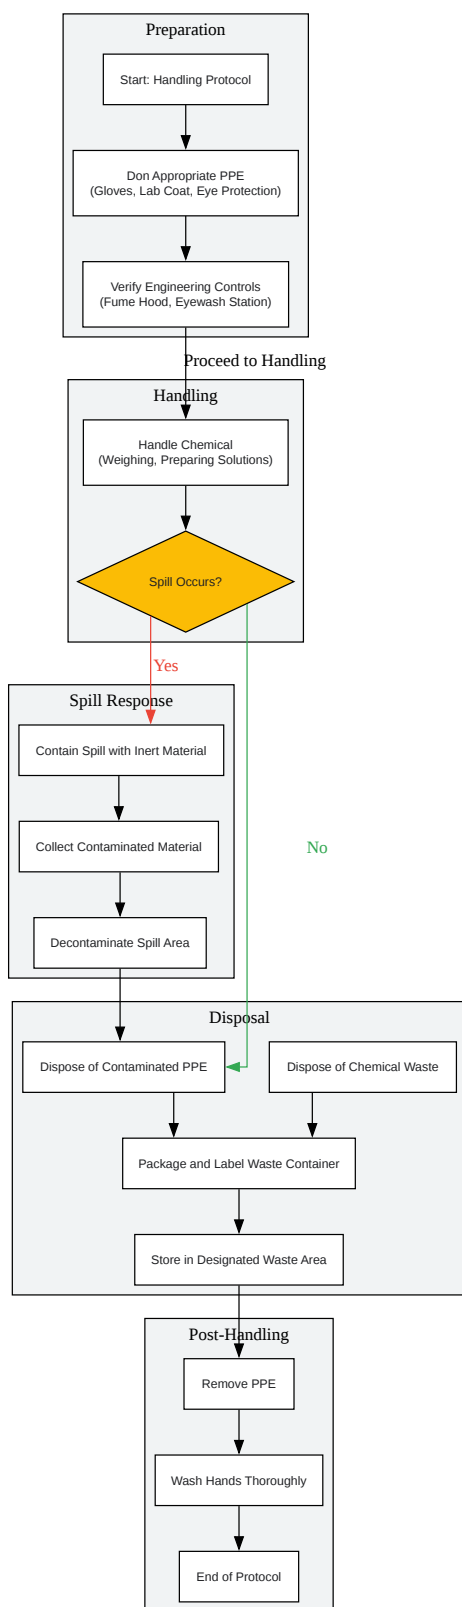 Preparation
Start: Handling Protocol
Don Appropriate PPE
(Gloves, Lab Coat, Eye Protection)
Verify Engineering Controls
(Fume Hood, Eyewash Station)
Proceed to Handling
Handling
Handle Chemical
(Weighing, Preparing Solutions)
Spill Occurs?
Yes
Spill Response
Contain Spill with Inert Material
Collect Contaminated Material
No
Decontaminate Spill Area
Disposal
Dispose of Contaminated PPE
Dispose of Chemical Waste
Package and Label Waste Container
Store in Designated Waste Area
Post-Handling
Remove PPE
Wash Hands Thoroughly
End of Protocol